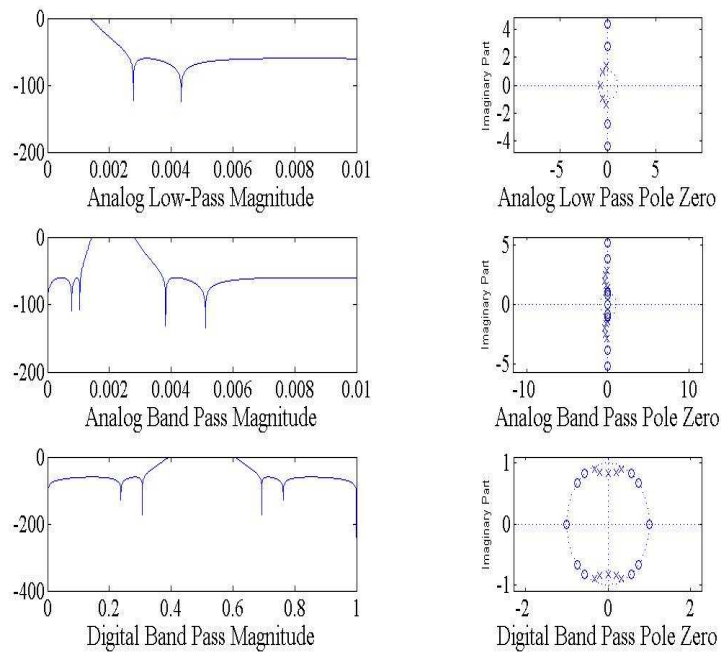 0
-100
-200
0 0.002 0.004 0.006 0.008 0.01
Analog Low-Pass Magnitude
Imaginary Part
4
2
0
-2
-4
-5 0 5
Analog Low Pass Pole Zero
0
-100
-200
0 0.002 0.004 0.006 0.008 0.01
Analog Band Pass Magnitude
Imaginary Part
5
0
-5
-10 0 10
Analog Band Pass Pole Zero
0
-200
-400
0 0.2 0.4 0.6 0.8 1
Digital Band Pass Magnitude
Imaginary Part
1
0
-1
-2 0 2
Digital Band Pass Pole Zero